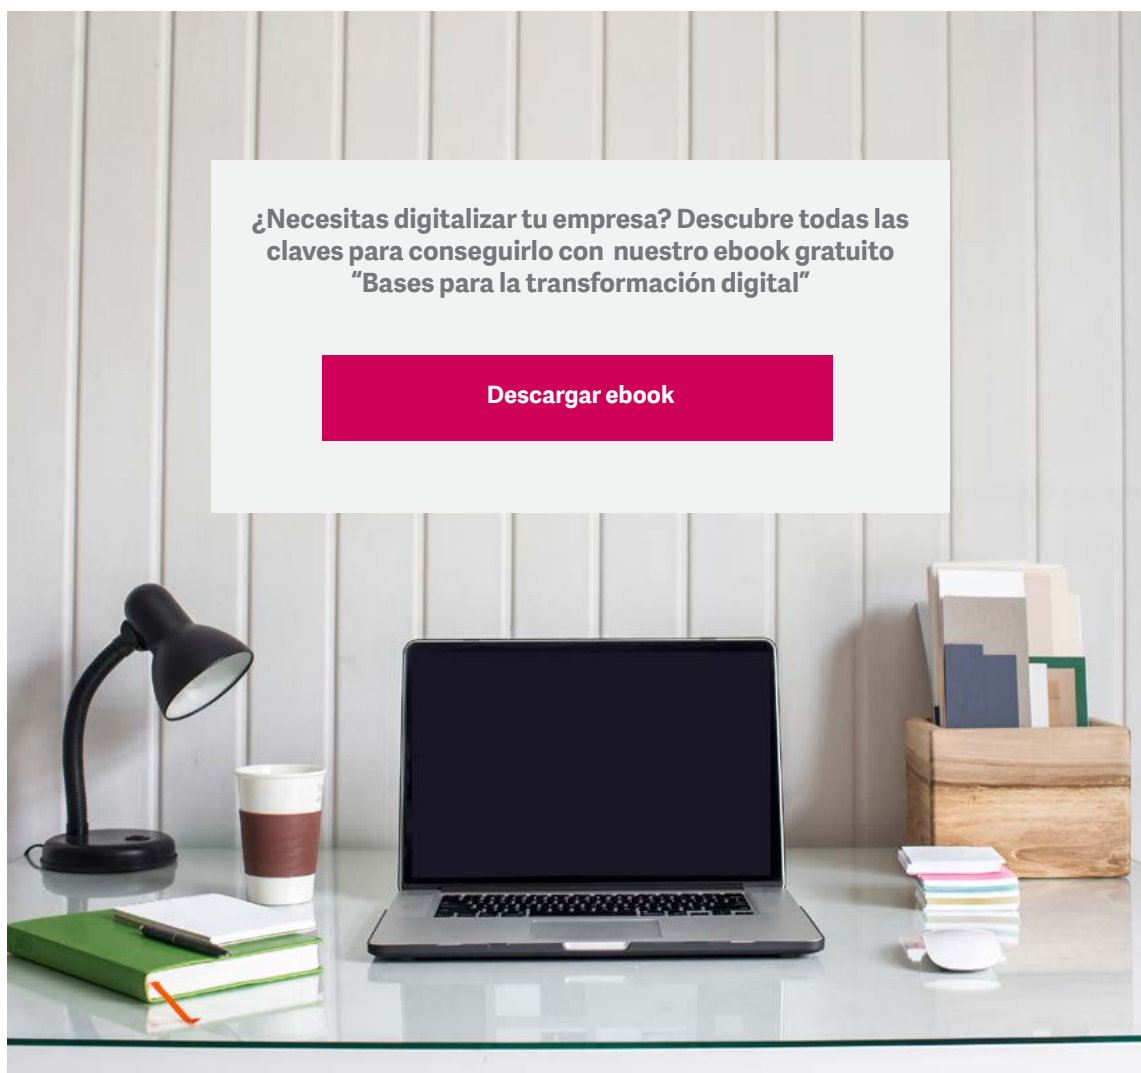 ¿Necesitas digitalizar tu empresa? Descubre todas las
claves para conseguirlo con  nuestro ebook gratuito
“Bases para la transformación digital”
Descargar ebook